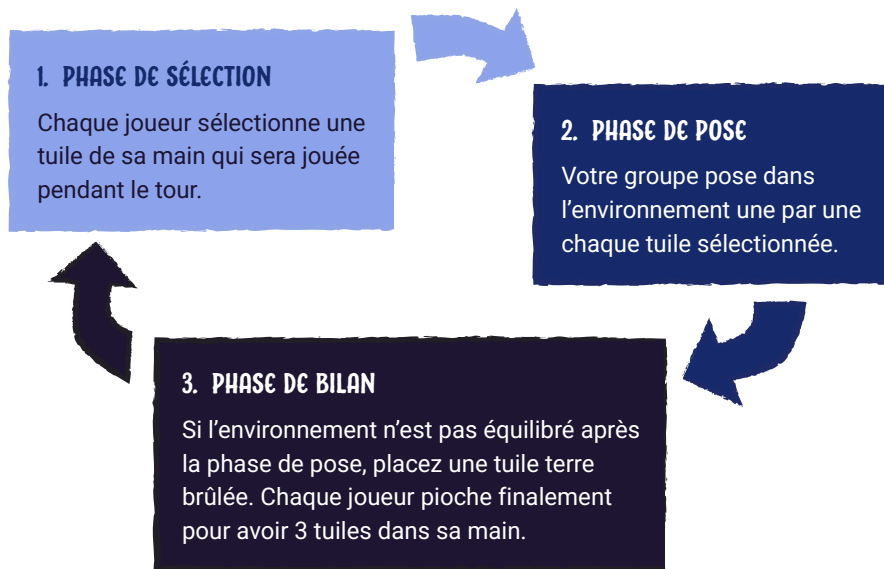 1. PHASE DE SÉLECTION
Chaque joueur sélectionne une
tuile de sa main qui sera jouée
pendant le tour.
2. PHASE DE POSE
Votre groupe pose dans
l’environnement une par une
chaque tuile sélectionnée.
3. PHASE DE BILAN
Si l’environnement n’est pas équilibré après
la phase de pose, placez une tuile terre
brûlée. Chaque joueur pioche finalement
pour avoir 3 tuiles dans sa main.